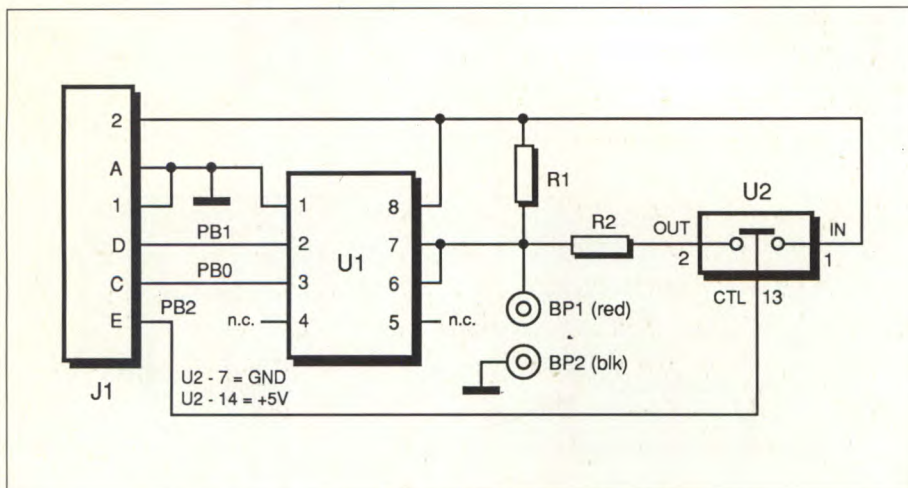 2
A
1
D
C
E
J1
PB1
PB0
PB2
n.c.
U2 - 7 = GND
U2 - 14 = +5V
1
2
3
4
U1
8
7
6
5
n.c.
R1
R2
BP1 (red)
BP2 (blk)
U2
OUT
2
IN
1
CTL
13